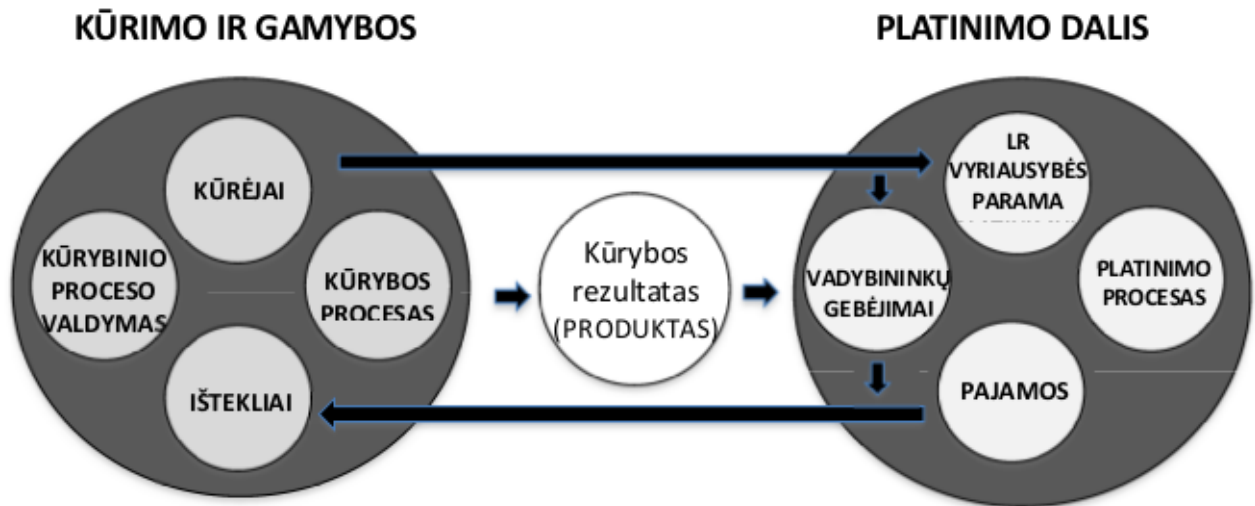 KŪRIMO IR GAMYBOS
PLATINIMO DALIS
KŪRĖJAI
KŪRYBINIO
PROCESO
VALDYMAS
KŪRYBOS
PROCESAS
IŠTEKLIAI
Kūrybos
rezultatas
(PRODUKTAS)
LR
VYRIAUSYBĖS
PARAMA
VADYBININKŲ
GEBĖJIMAI
PLATINIMO
PROCESAS
PAJAMOS